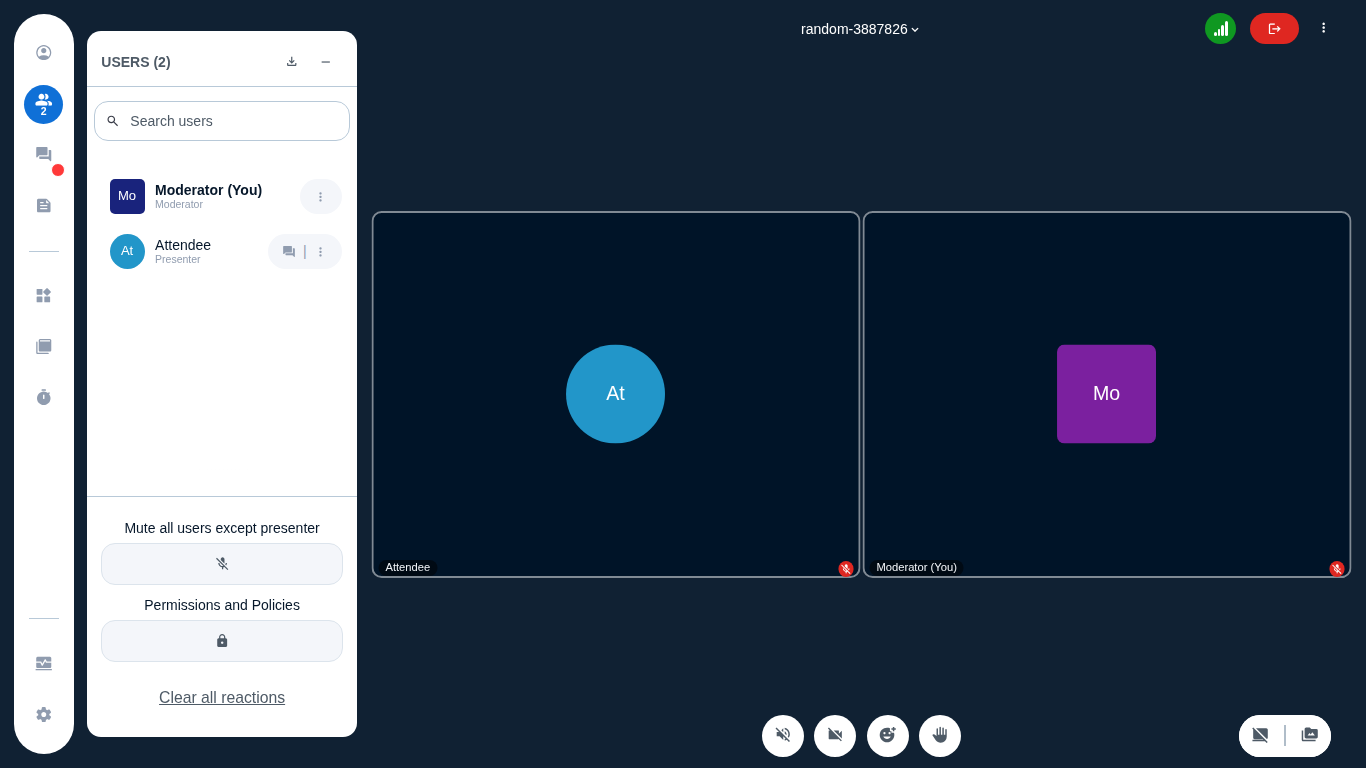 random-3887826
USERS (2)
2
Search users
Mo
Moderator (You)
Moderator
At
Attendee
Presenter
At
Mo
Attendee
Moderator (You)
Mute all users except presenter
Permissions and Policies
Clear all reactions